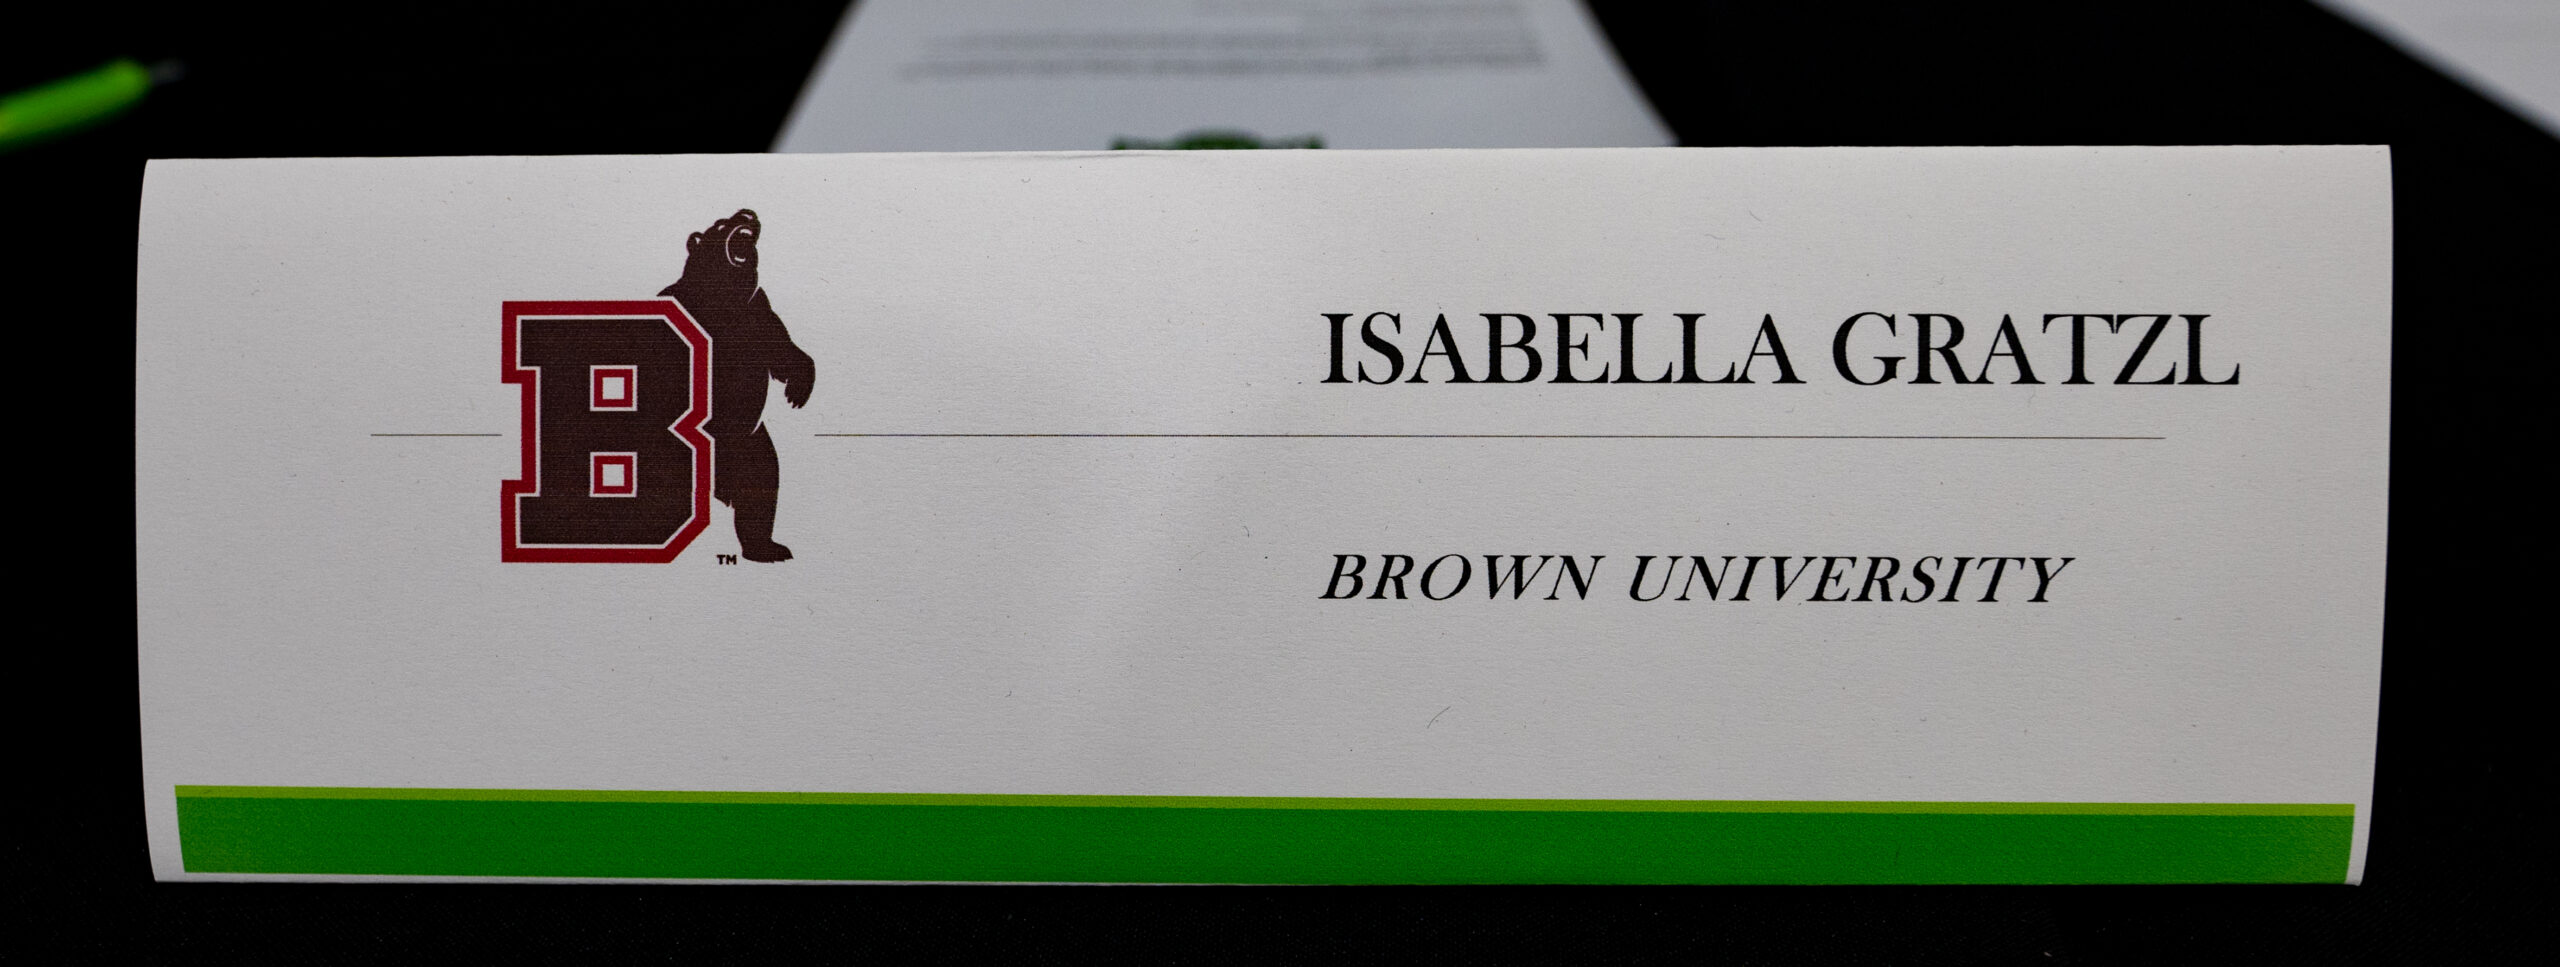 ISABELLA GRATZL
B
TM
BROWN UNIVERSITY